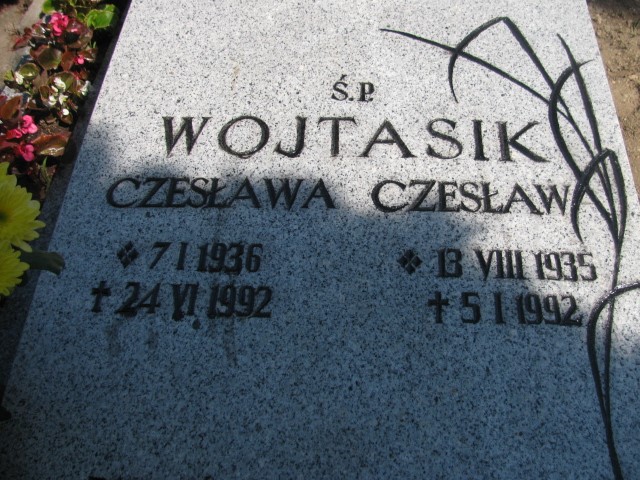 Ś.P.
WOJTASIK
CZESŁAWA CZESŁAW
7 I 1936 13 VIII 1935
✝ 24 VI 1992 ✝ 5 I 1992